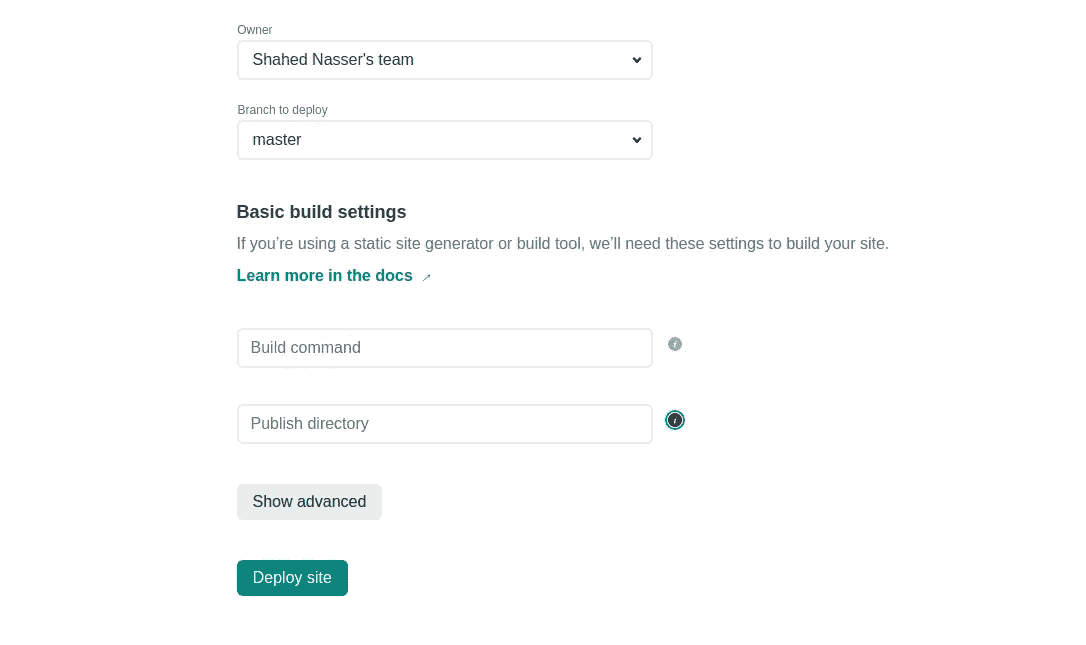 Owner
Shahed Nasser's team
Branch to deploy
master
Basic build settings
If you’re using a static site generator or build tool, we’ll need these settings to build your site.
Learn more in the docs ↗
Build command
i
Publish directory
i
Show advanced
Deploy site